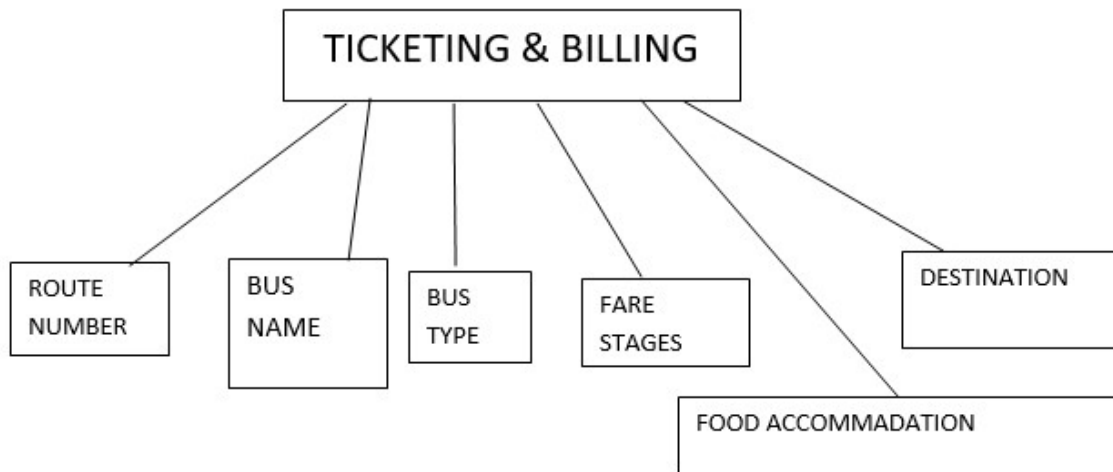 TICKETING & BILLING
ROUTE
NUMBER
BUS
NAME
BUS
TYPE
FARE
STAGES
DESTINATION
FOOD ACCOMMADATION